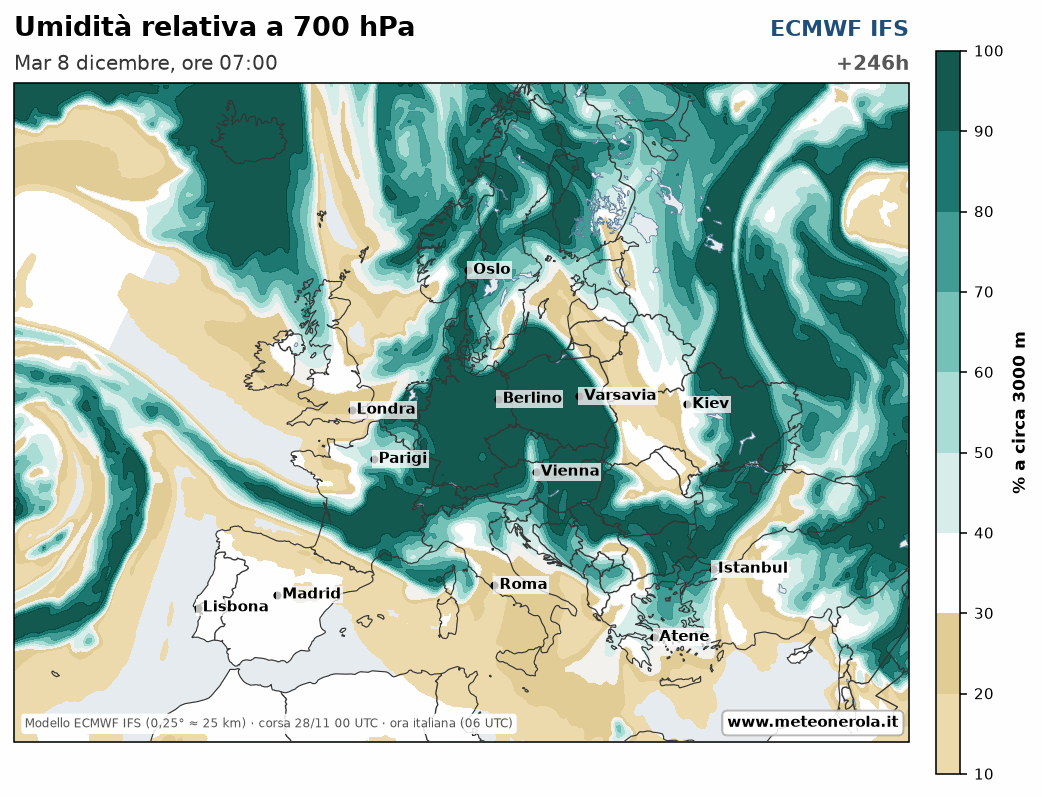 Umidità relativa a 700 hPa
ECMWF IFS
Mar 8 dicembre, ore 07:00
+246h
100
90
80
70
60
50
40
30
20
10
% a circa 3000 m
Oslo
Berlino
Varsavia
Kiev
Londra
Parigi
Vienna
Istanbul
Roma
Madrid
Lisbona
Atene
Modello ECMWF IFS (0,25° ≈ 25 km) · corsa 28/11 00 UTC · ora italiana (06 UTC)
www.meteonerola.it